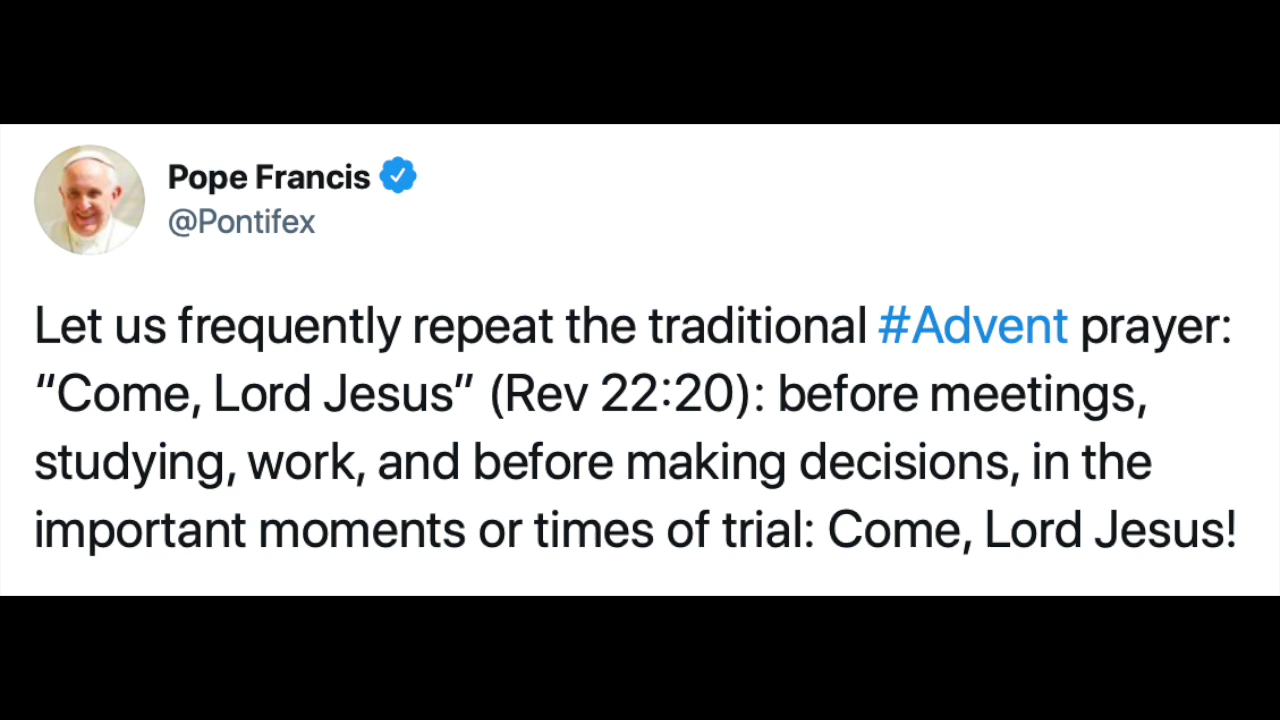 Pope Francis
@Pontifex
Let us frequently repeat the traditional #Advent prayer:
“Come, Lord Jesus” (Rev 22:20): before meetings,
studying, work, and before making decisions, in the
important moments or times of trial: Come, Lord Jesus!